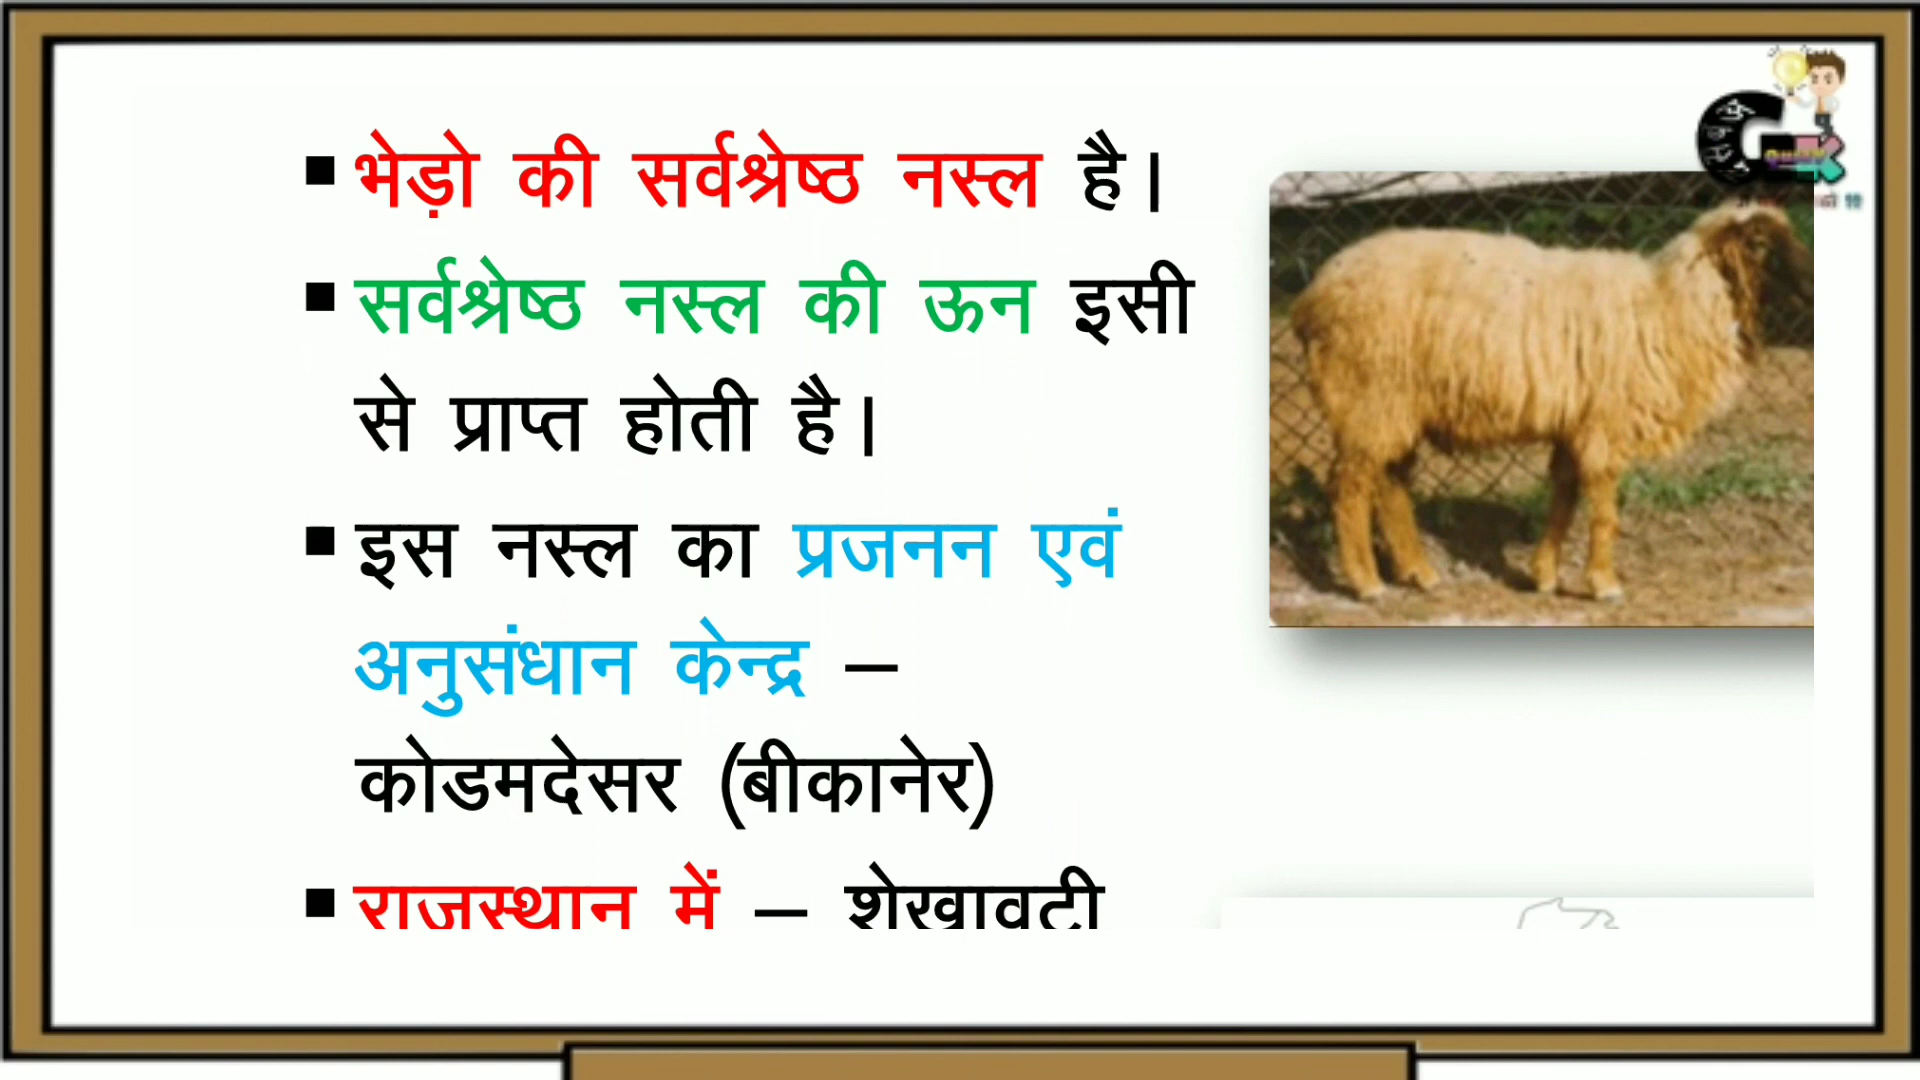 भेड़ो की सर्वश्रेष्ठ नस्ल है।
सर्वश्रेष्ठ नस्ल की ऊन इसी
से प्राप्त होती है।
इस नस्ल का प्रजनन एवं
अनुसंधान केन्द्र –
कोडमदेसर (बीकानेर)
राजस्थान में – शेखावटी